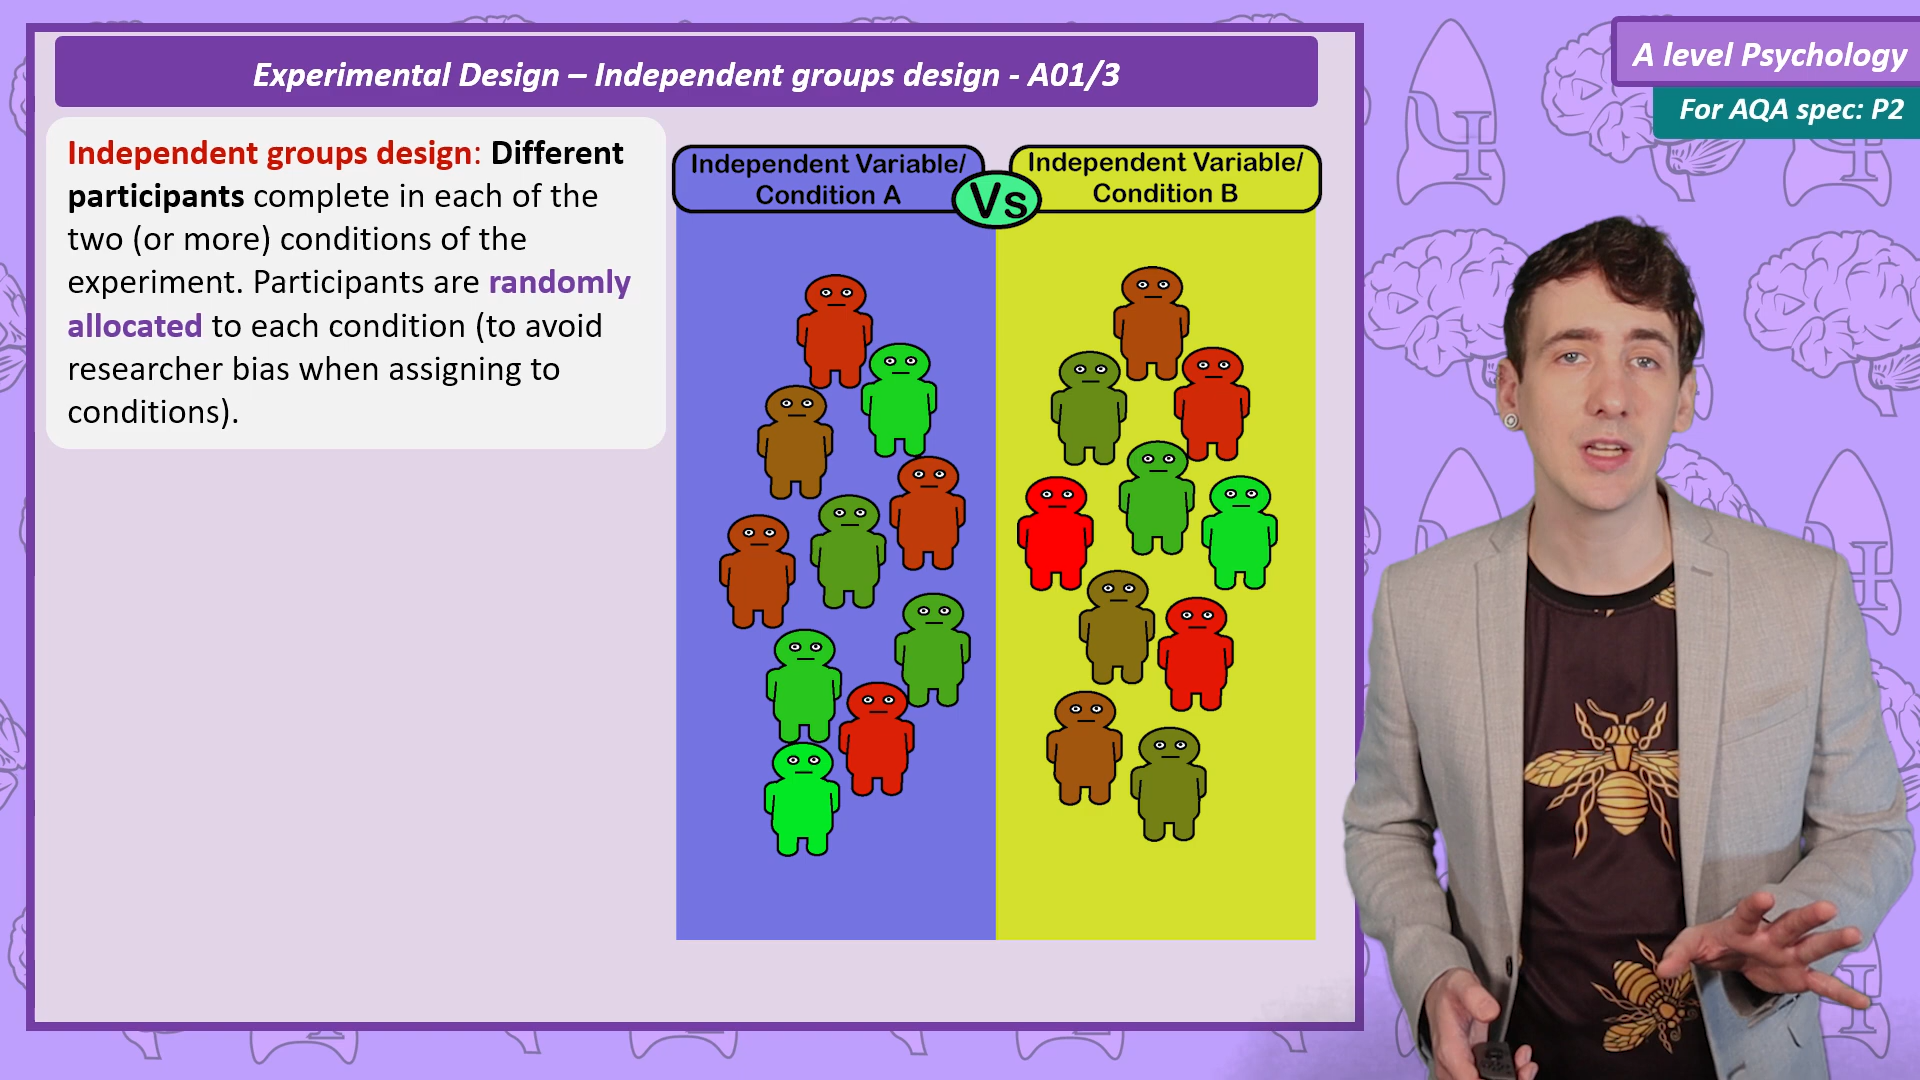 Experimental Design – Independent groups design - A01/3
A level Psychology
For AQA spec: P2
Independent groups design: Different
participants complete in each of the
two (or more) conditions of the
experiment. Participants are randomly
allocated to each condition (to avoid
researcher bias when assigning to
conditions).
Independent Variable/
Condition A
Vs
Independent Variable/
Condition B